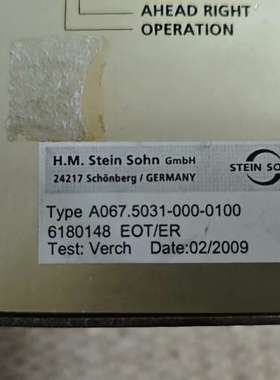 AHEAD RIGHT
OPERATION
H.M. Stein Sohn GmbH
24217 Schönberg / GERMANY
STEIN SO
Type A067.5031-000-0100
6180148 EOT/ER
Test: Verch Date:02/2009